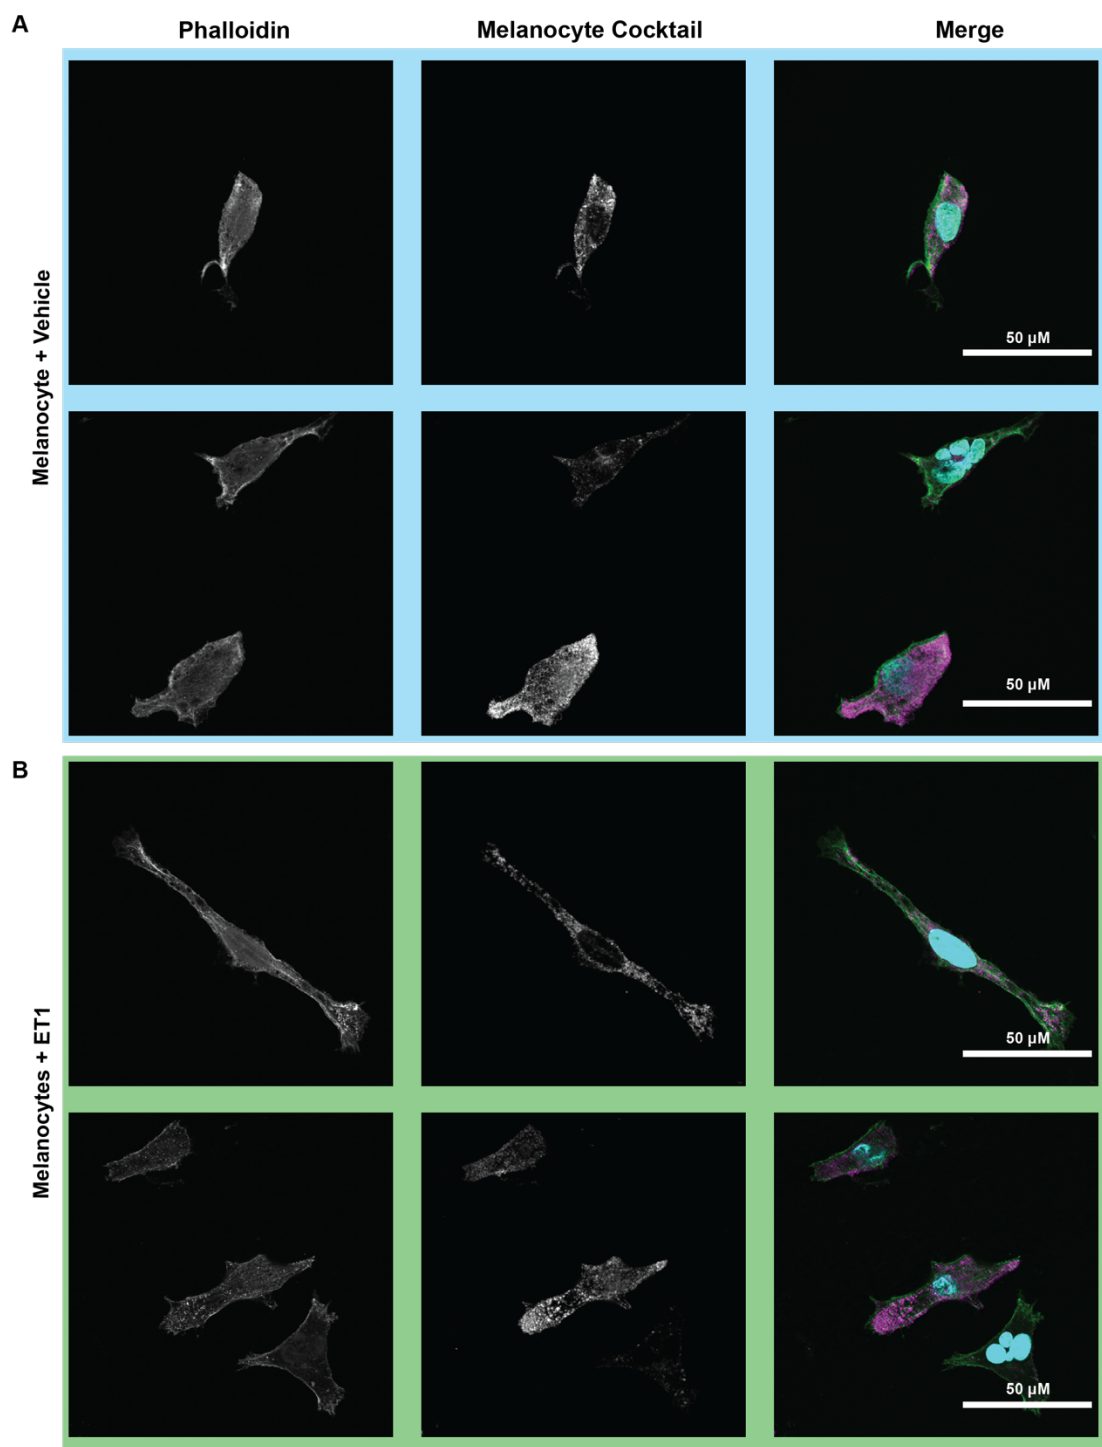 A
Phalloidin Melanocyte Cocktail Merge
Melanocyte + Vehicle
50 µM
50 µM
B
Melanocytes + ET1
50 µM
50 µM